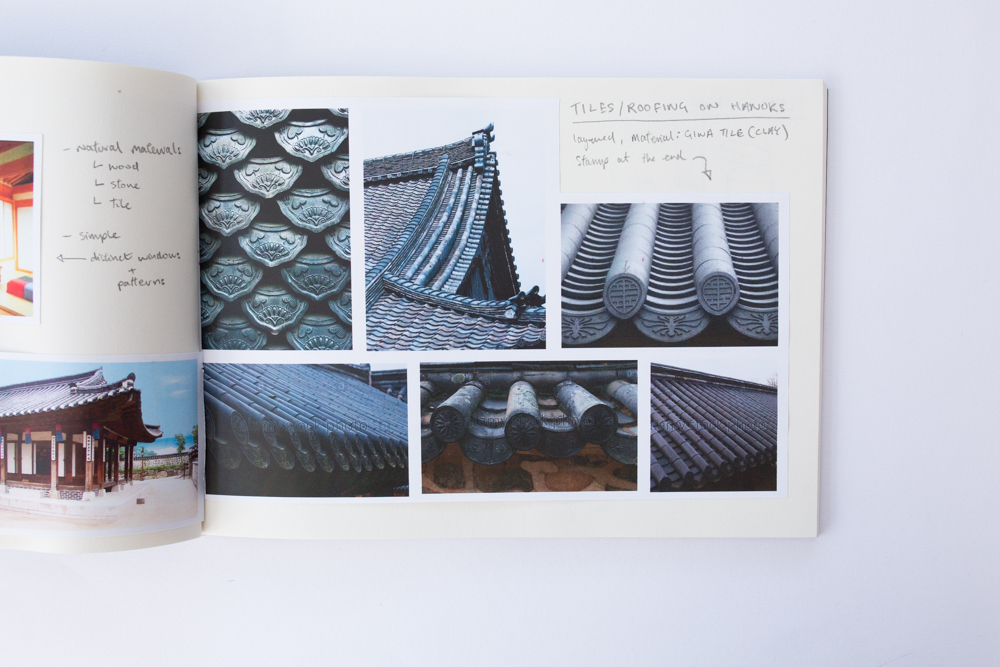 - natural materials
└ wood
└ stone
└ tile
- simple
distinct windows
+
patterns
TILES/ROOFING ON HANOKS
layered, material: GIWA TILE (CLAY)
stamp at the end